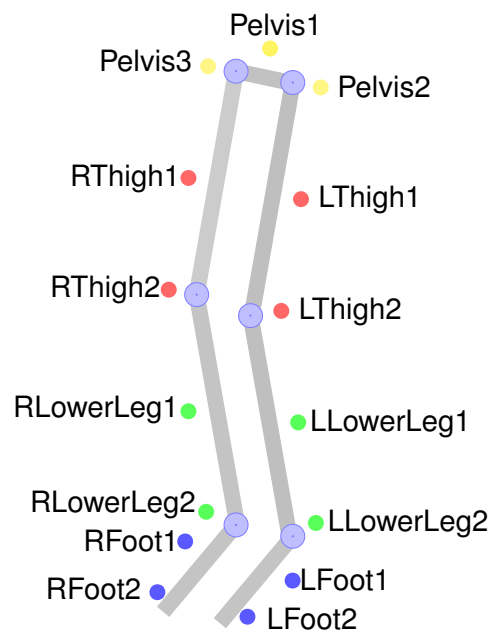 Pelvis1
Pelvis3
Pelvis2
RThigh1
LThigh1
RThigh2
LThigh2
RLowerLeg1
LLowerLeg1
RLowerLeg2
LLowerLeg2
RFoot1
LFoot1
RFoot2
LFoot2